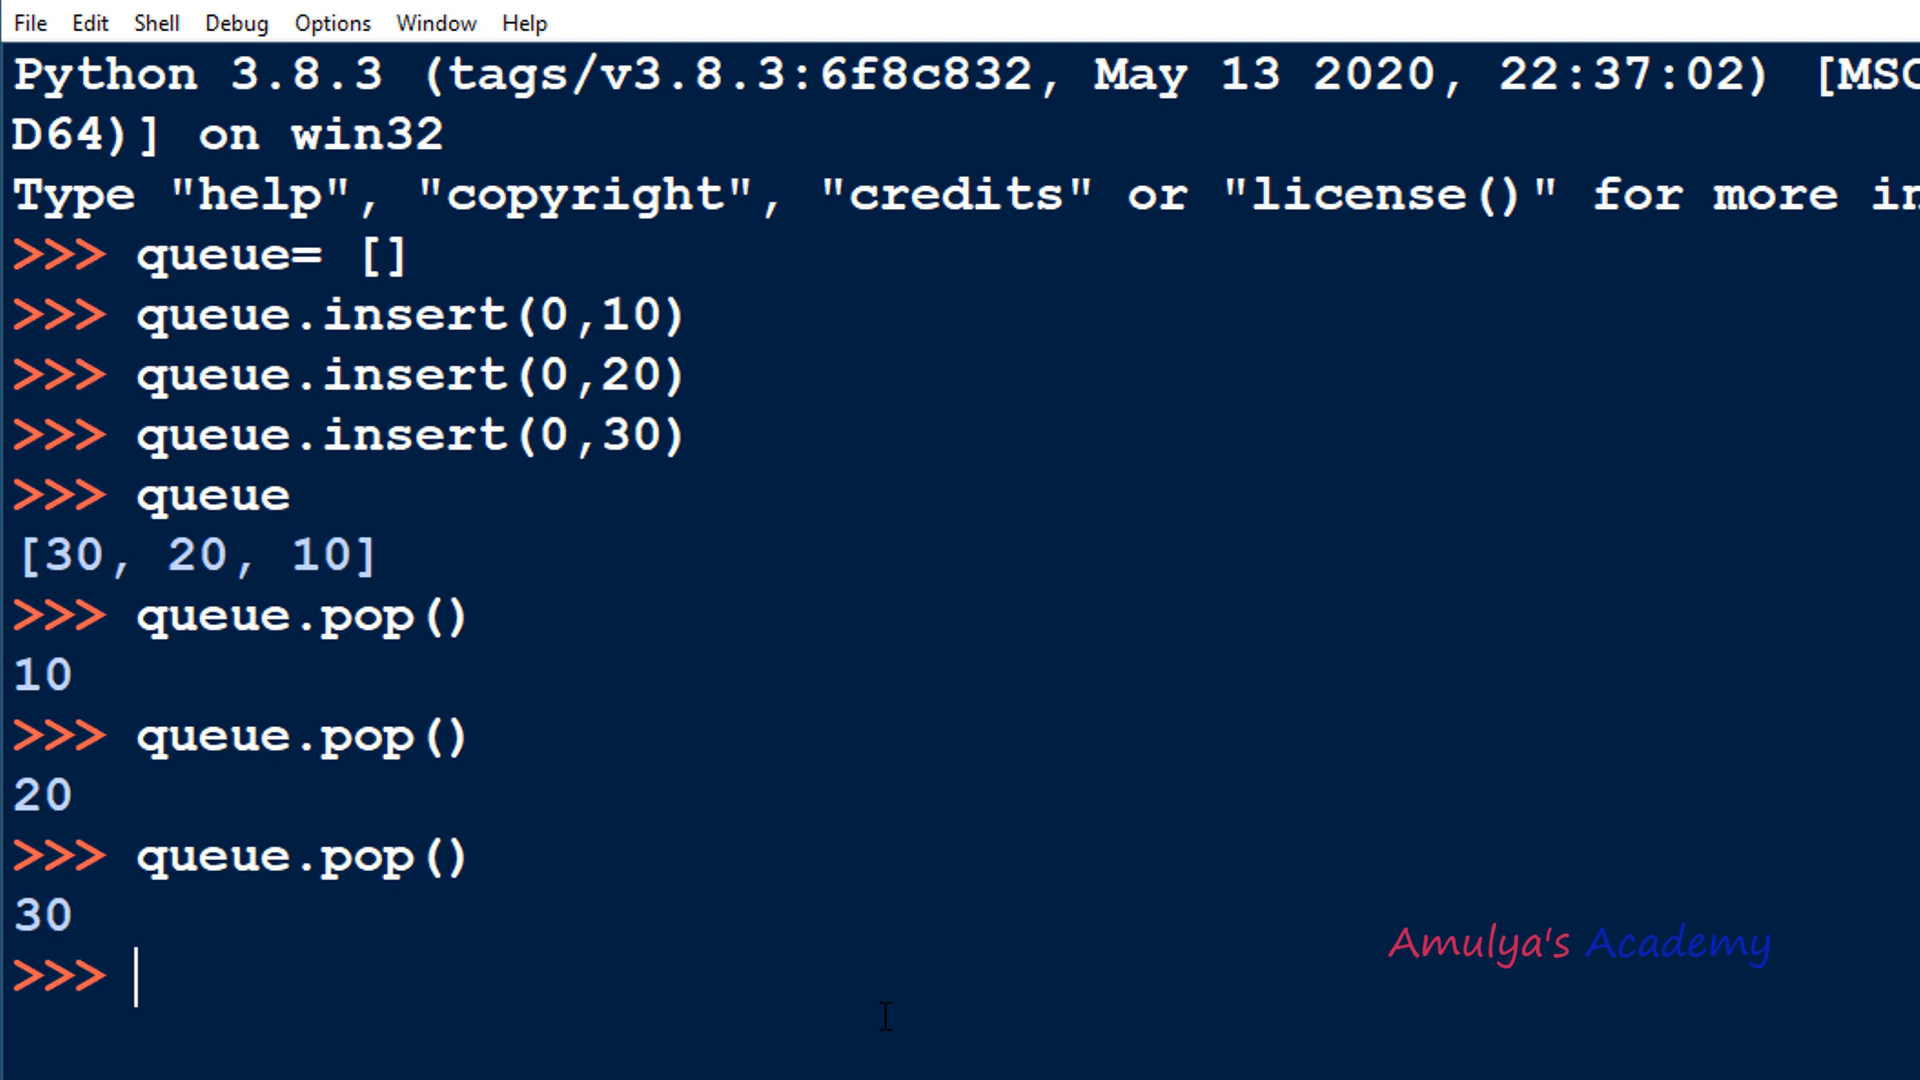 File Edit Shell Debug Options Window Help
Python 3.8.3 (tags/v3.8.3:6f8c832, May 13 2020, 22:37:02) [MSC
D64)] on win32
Type "help", "copyright", "credits" or "license()" for more in
>>> queue= []
>>> queue.insert(0,10)
>>> queue.insert(0,20)
>>> queue.insert(0,30)
>>> queue
[30, 20, 10]
>>> queue.pop()
10
>>> queue.pop()
20
>>> queue.pop()
30
>>>
Amulya's Academy